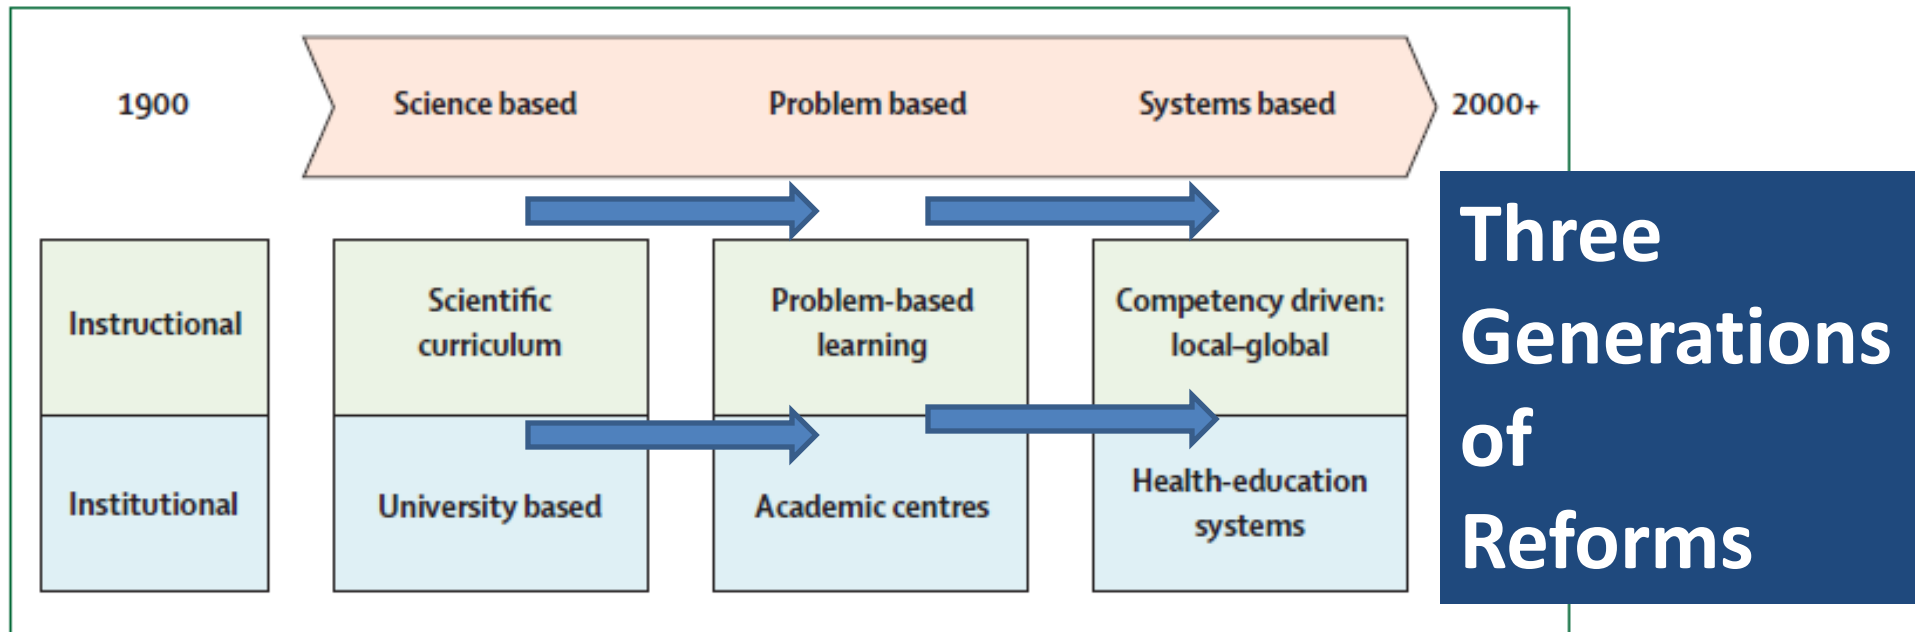 1900
Science based
Problem based
Systems based
2000+
Instructional
Scientific
curriculum
Problem-based
learning
Competency driven:
local–global
Institutional
University based
Academic centres
Health-education
systems
Three
Generations
of
Reforms